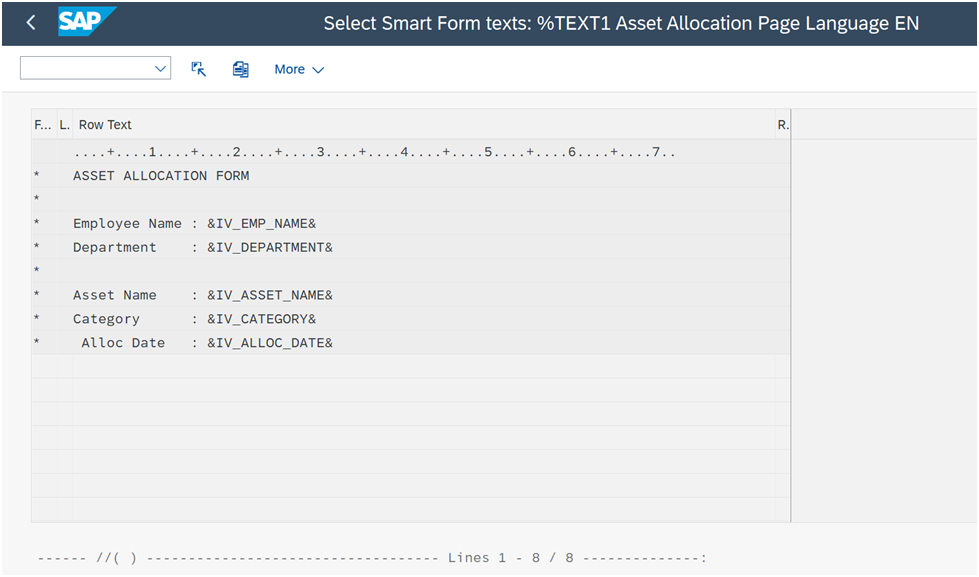 SAP Select Smart Form texts: %TEXT1 Asset Allocation Page Language EN
More
F... L. Row Text R.
....+....1....+....2....+....3....+....4....+....5....+....6....+....7..
* ASSET ALLOCATION FORM
*
* Employee Name : &IV_EMP_NAME&
* Department    : &IV_DEPARTMENT&
*
* Asset Name    : &IV_ASSET_NAME&
* Category      : &IV_CATEGORY&
*  Alloc Date   : &IV_ALLOC_DATE&
------ //( ) ----------------------------------- Lines 1 - 8 / 8 --------------: